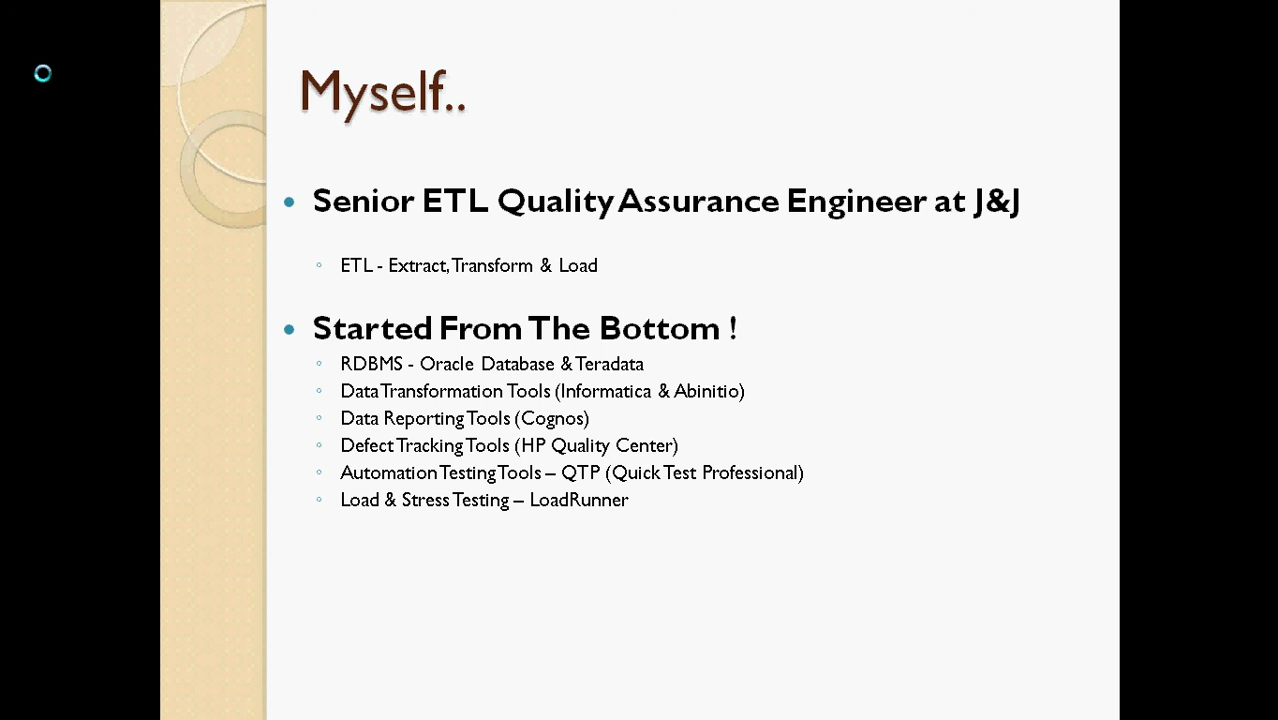 Myself..
Senior ETL Quality Assurance Engineer at J&J
ETL - Extract, Transform & Load
Started From The Bottom !
RDBMS - Oracle Database & Teradata
Data Transformation Tools (Informatica & Abinitio)
Data Reporting Tools (Cognos)
Defect Tracking Tools (HP Quality Center)
Automation Testing Tools – QTP (Quick Test Professional)
Load & Stress Testing – LoadRunner